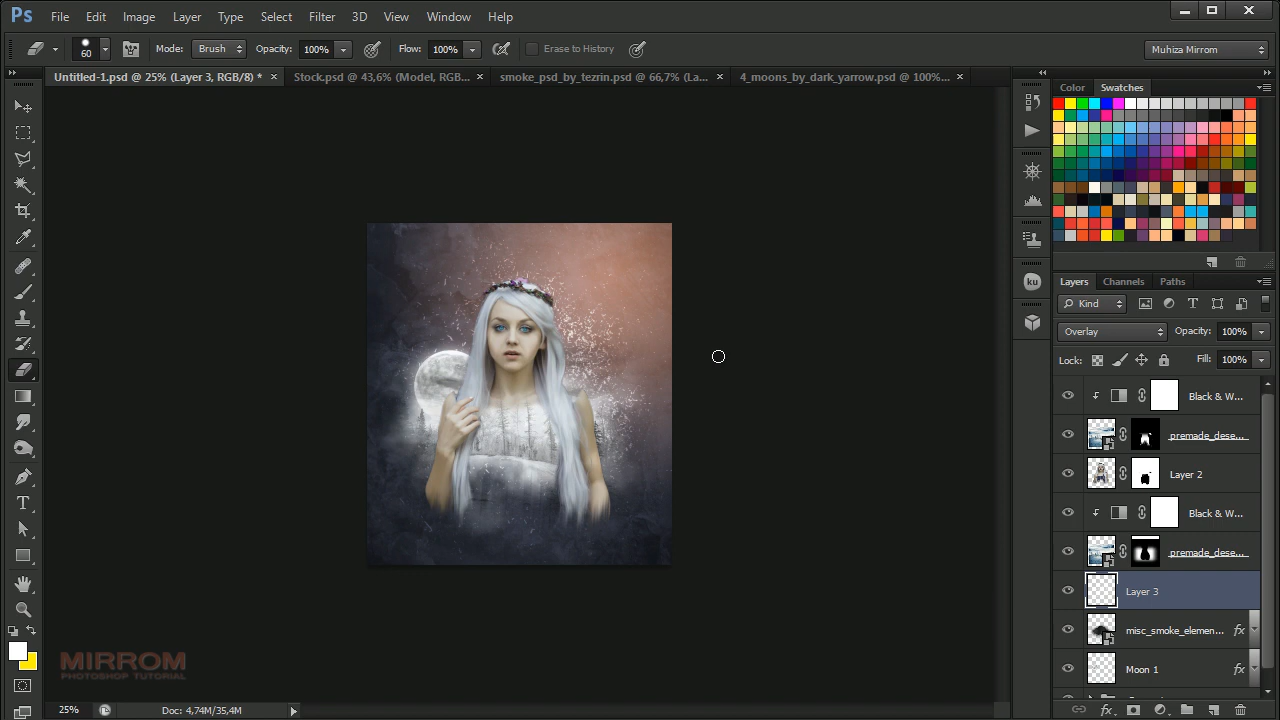 Ps File Edit Image Layer Type Select Filter 3D View Window Help
60 Mode: Brush Opacity: 100% Flow: 100% Erase to History Muhiza Mirrom
Untitled-1.psd @ 25% (Layer 3, RGB/8) * Stock.psd @ 43,6% (Model, RGB... smoke_psd_by_tezrin.psd @ 66,7% (La... 4_moons_by_dark_yarrow.psd @ 100%...
Color Swatches
ku
Layers Channels Paths
Kind
Overlay Opacity: 100%
Lock: Fill: 100%
Black & W...
premade_dese...
Layer 2
Black & W...
premade_dese...
Layer 3
misc_smoke_elemen... fx
Moon 1 fx
MIRROM
PHOTOSHOP TUTORIAL
25% Doc: 4,74M/35,4M
fx